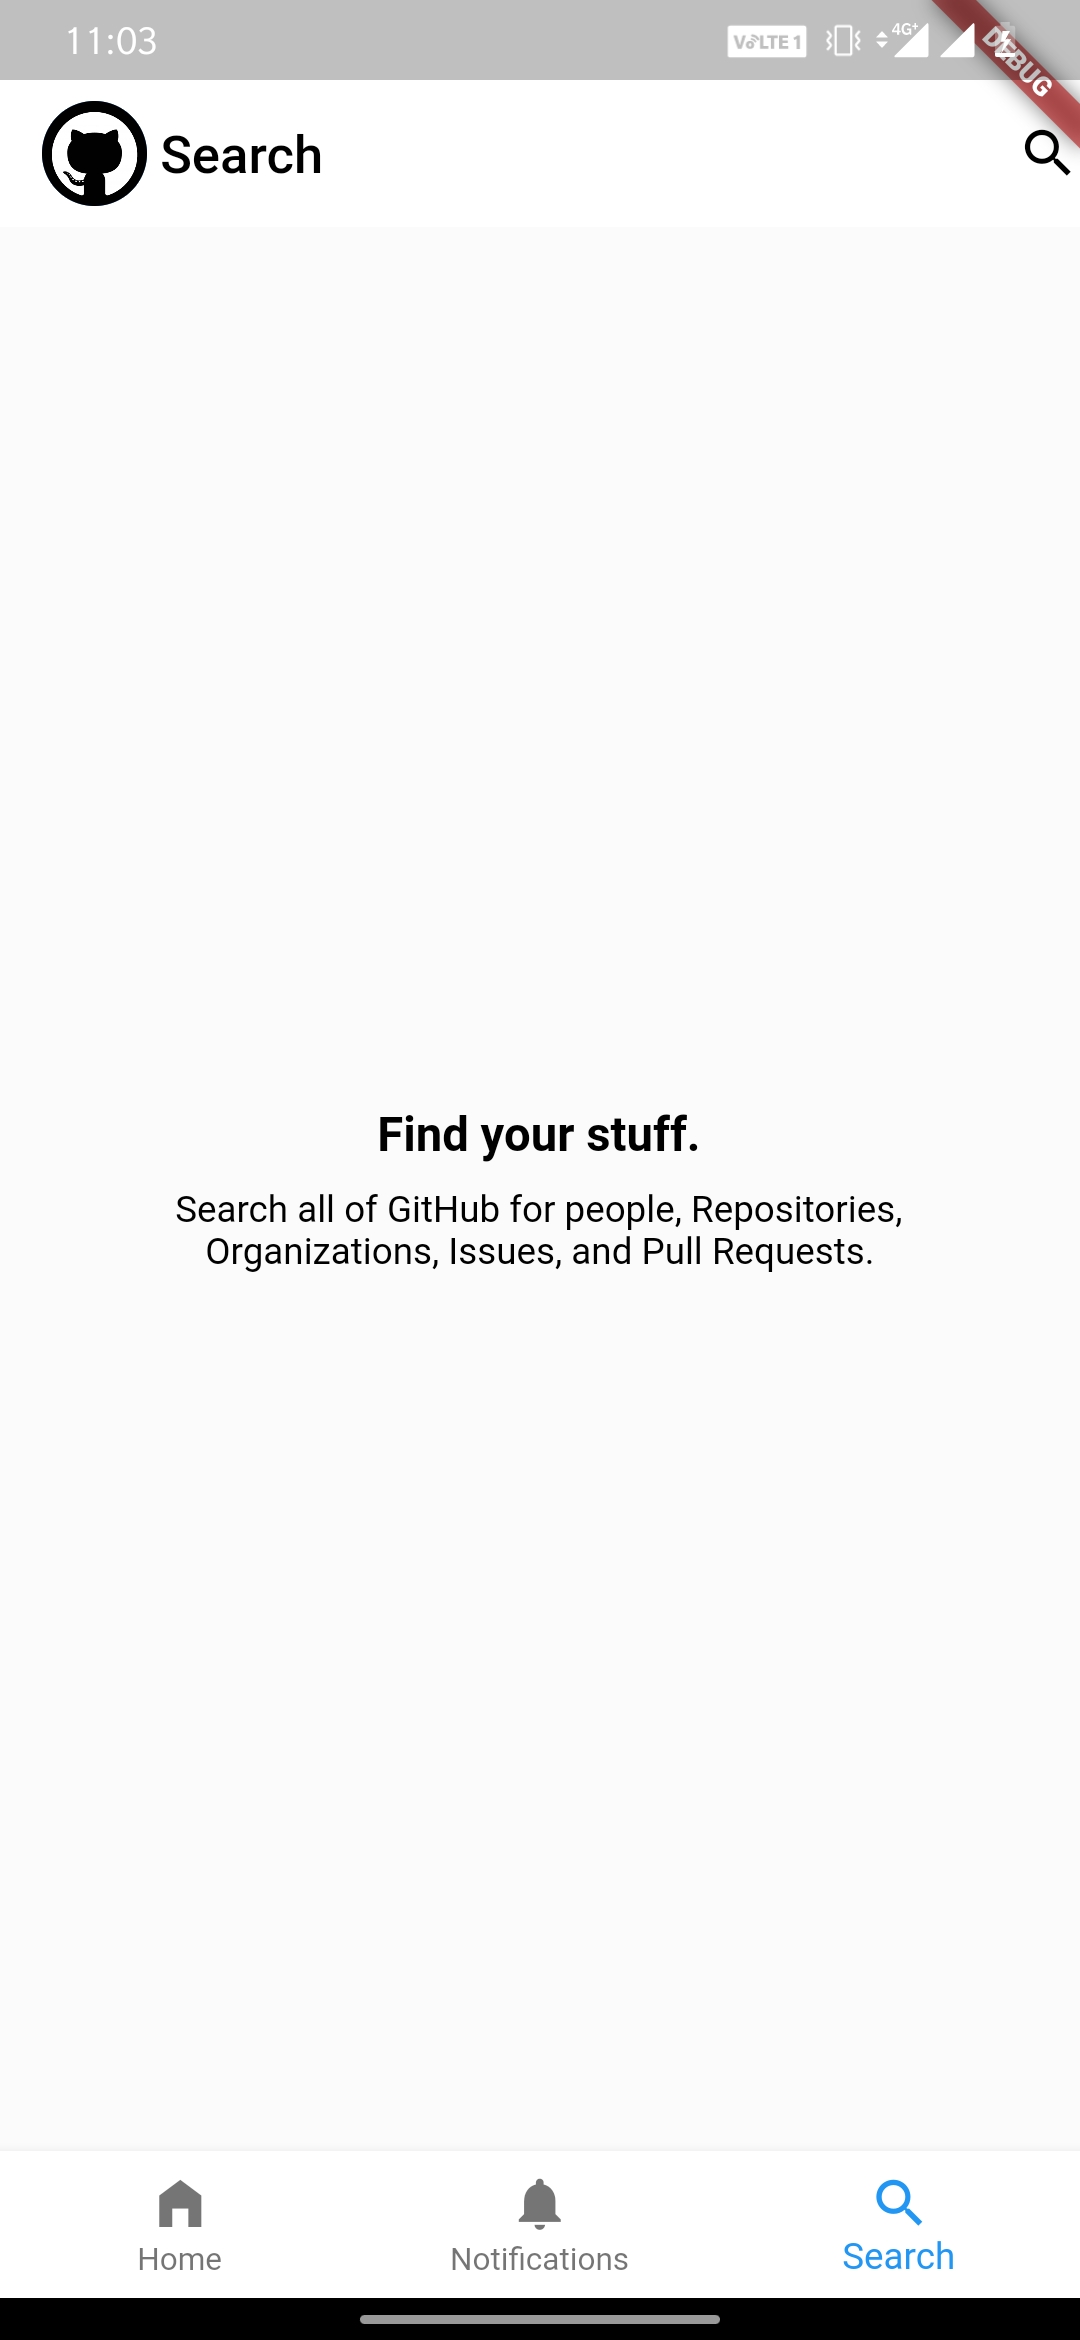 11:03
VoLTE 1
4G+
DEBUG
Search
Find your stuff.
Search all of GitHub for people, Repositories,
Organizations, Issues, and Pull Requests.
Home
Notifications
Search